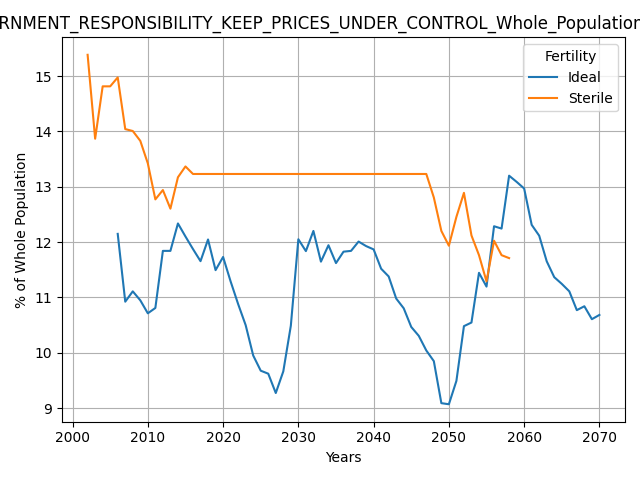 RNMENT_RESPONSIBILITY_KEEP_PRICES_UNDER_CONTROL_Whole_Population
Fertility
Ideal
Sterile
% of Whole Population
15
14
13
12
11
10
9
2000 2010 2020 2030 2040 2050 2060 2070
Years